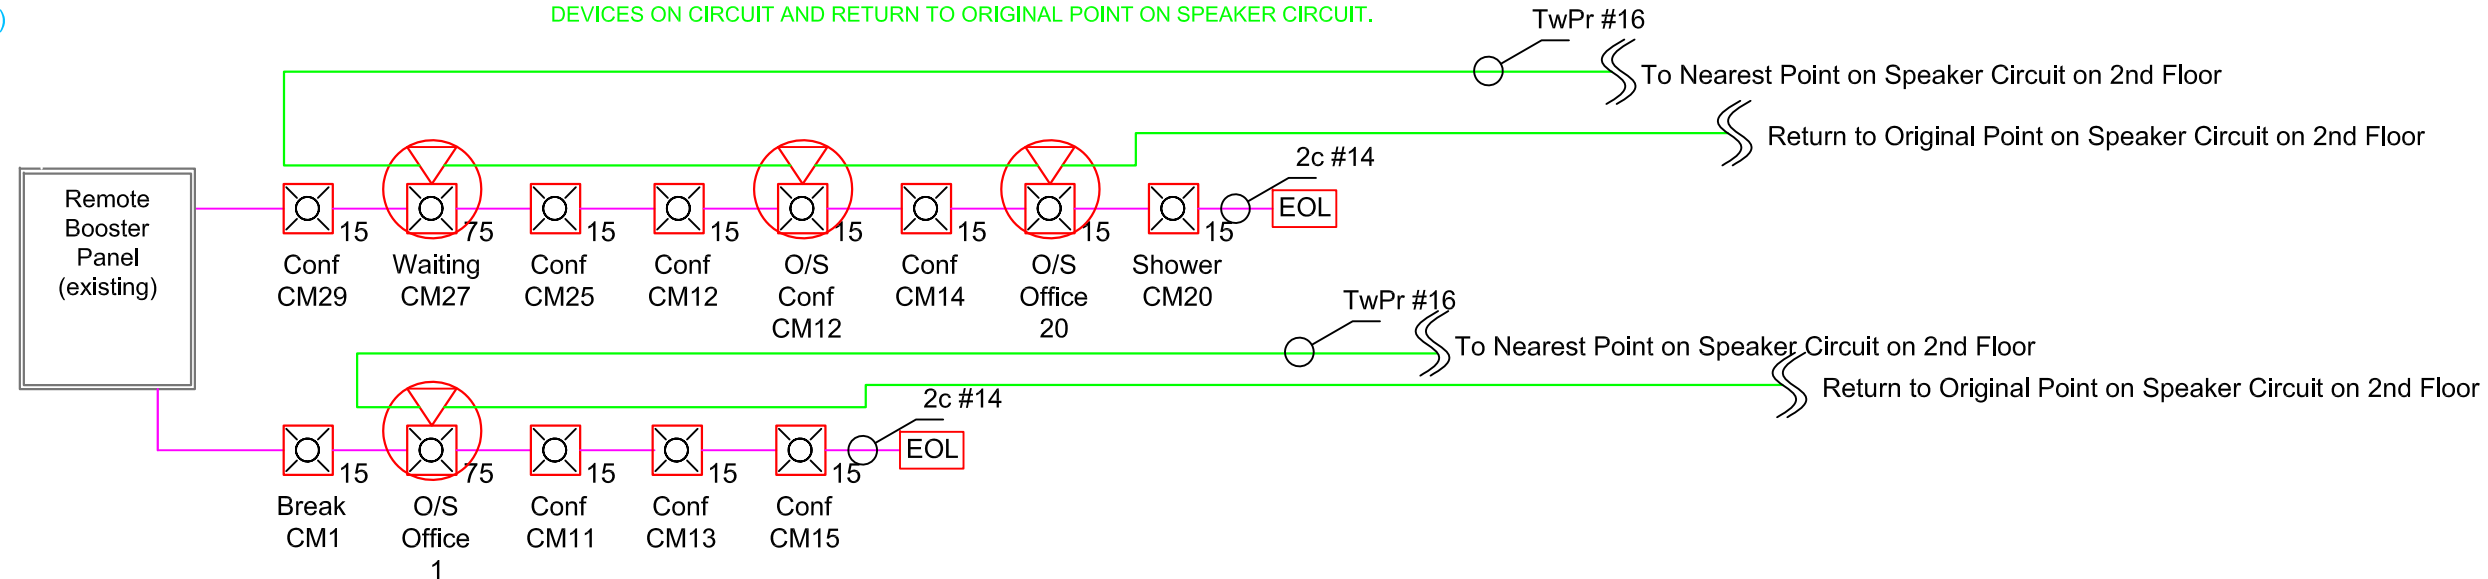 )
DEVICES ON CIRCUIT AND RETURN TO ORIGINAL POINT ON SPEAKER CIRCUIT.
TwPr #16
To Nearest Point on Speaker Circuit on 2nd Floor
Return to Original Point on Speaker Circuit on 2nd Floor
2c #14
Remote
Booster
Panel
(existing)
EOL
15
75
15
15
15
15
15
15
Conf
CM29
Waiting
CM27
Conf
CM25
Conf
CM12
O/S
Conf
CM12
Conf
CM14
O/S
Office
20
Shower
CM20
TwPr #16
To Nearest Point on Speaker Circuit on 2nd Floor
Return to Original Point on Speaker Circuit on 2nd Floor
2c #14
EOL
15
75
15
15
15
Break
CM1
O/S
Office
1
Conf
CM11
Conf
CM13
Conf
CM15